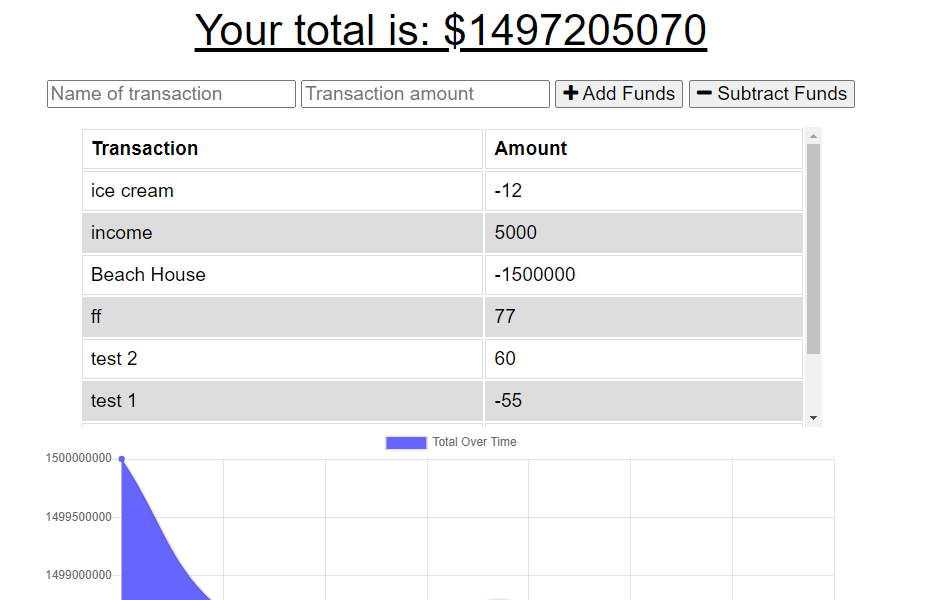 Your total is: $1497205070
Name of transaction Transaction amount + Add Funds − Subtract Funds
Transaction Amount
ice cream -12
income 5000
Beach House -1500000
ff 77
test 2 60
test 1 -55
Total Over Time
1500000000
1499500000
1499000000